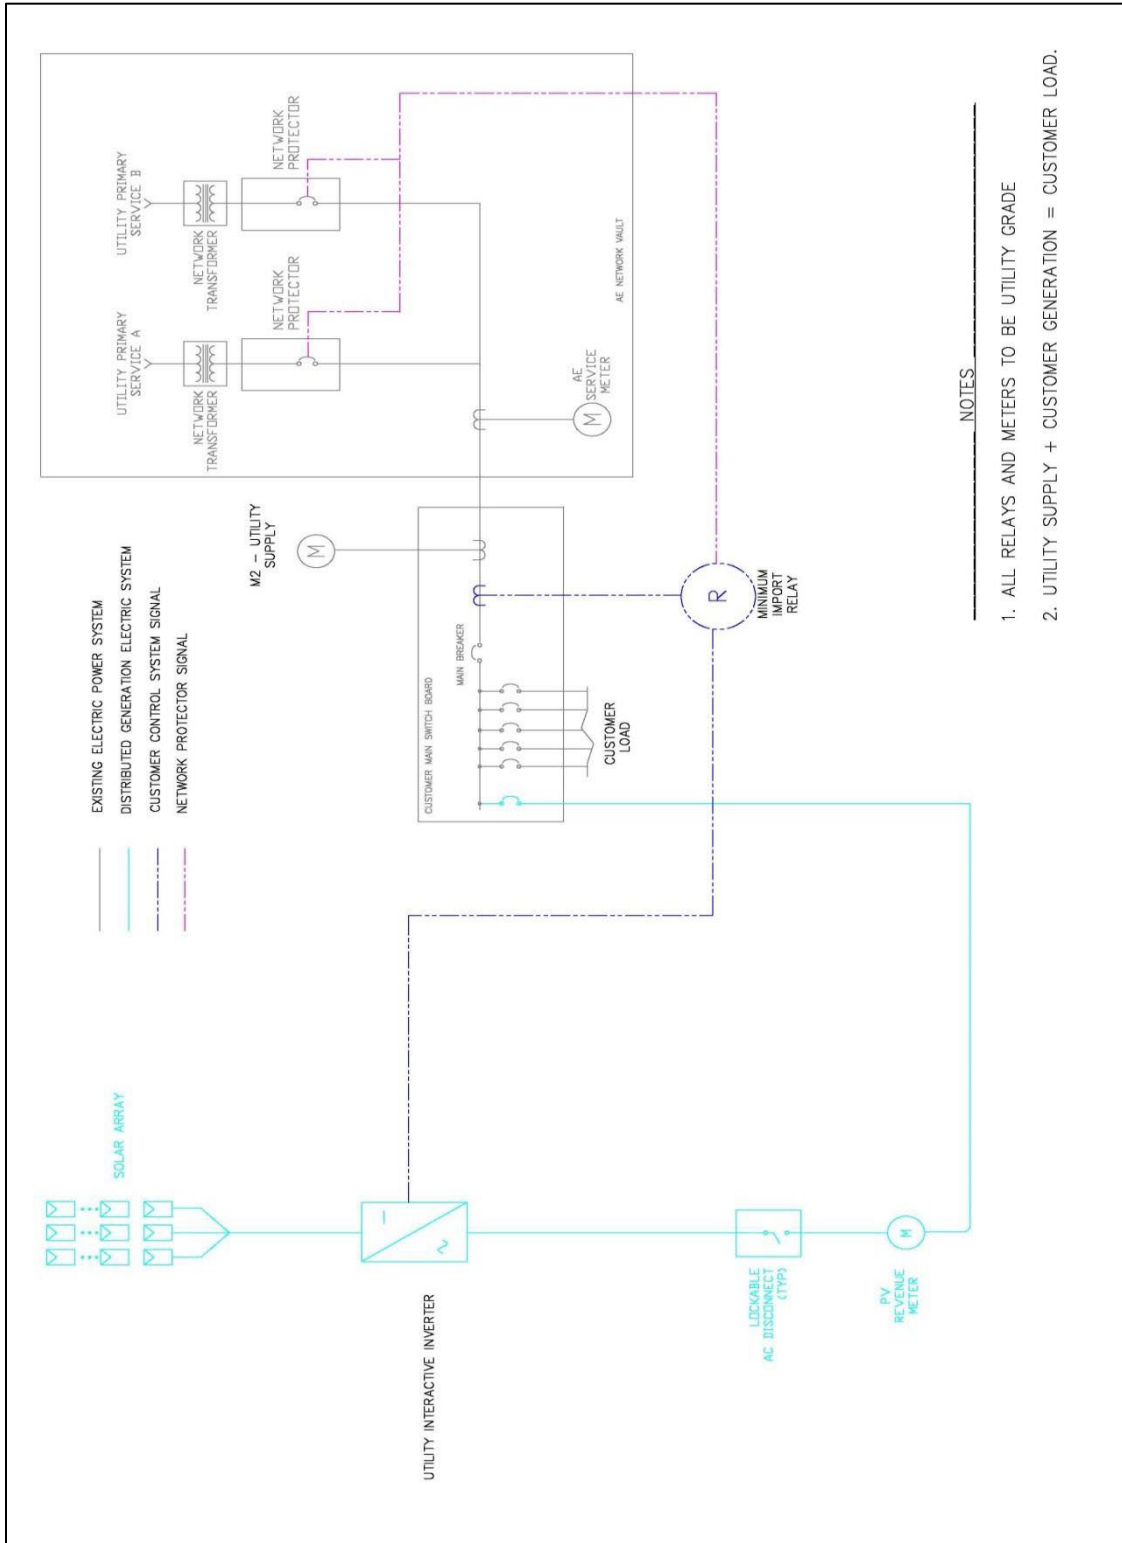 UTILITY PRIMARY
SERVICE A
UTILITY PRIMARY
SERVICE B
NETWORK
TRANSFORMER
NETWORK
TRANSFORMER
NETWORK
PROTECTOR
NETWORK
PROTECTOR
AE
SERVICE
METER
M
AE NETWORK VAULT
M2 - UTILITY
SUPPLY
M
EXISTING ELECTRIC POWER SYSTEM
DISTRIBUTED GENERATION ELECTRIC SYSTEM
CUSTOMER CONTROL SYSTEM SIGNAL
NETWORK PROTECTOR SIGNAL
CUSTOMER MAIN SWITCH BOARD
MAIN BREAKER
CUSTOMER
LOAD
R
MINIMUM
IMPORT
RELAY
SOLAR ARRAY
UTILITY INTERACTIVE INVERTER
LOCKABLE
AC DISCONNECT
(TYP)
PV
REVENUE
METER
M
NOTES
1. ALL RELAYS AND METERS TO BE UTILITY GRADE
2. UTILITY SUPPLY + CUSTOMER GENERATION = CUSTOMER LOAD.